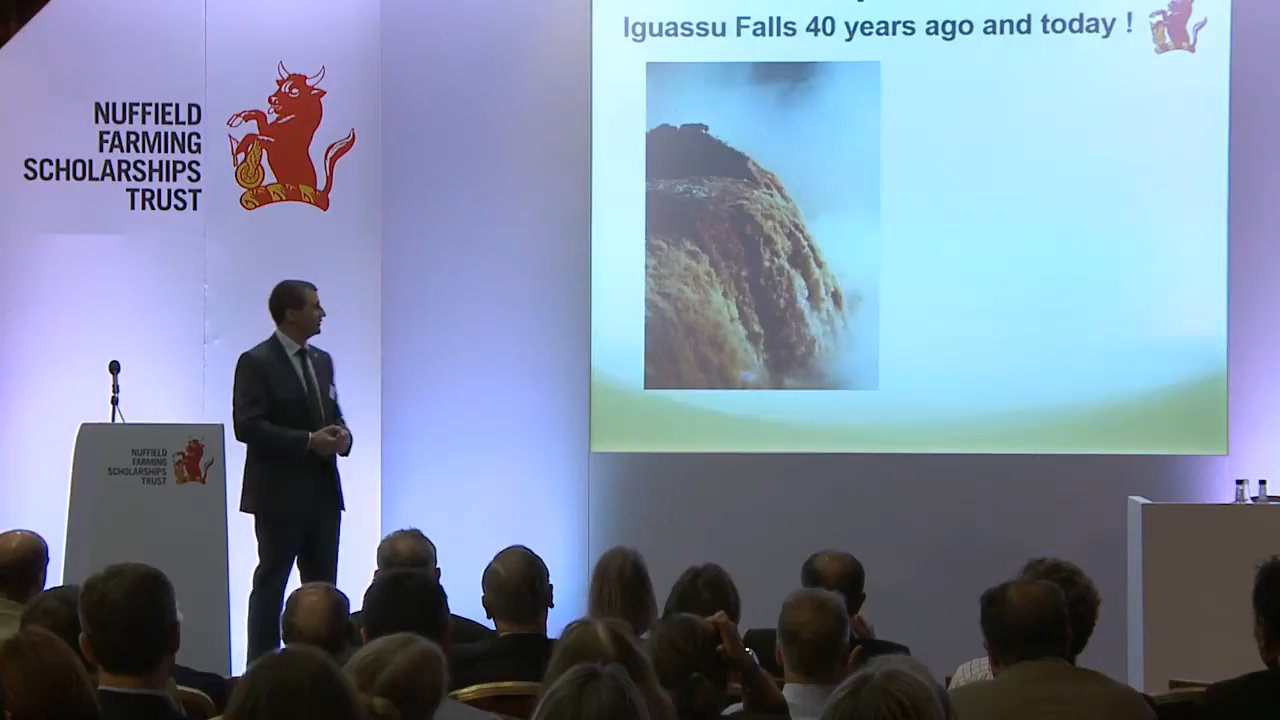 Iguassu Falls 40 years ago and today !
NUFFIELD
FARMING
SCHOLARSHIPS
TRUST
NUFFIELD
FARMING
SCHOLARSHIPS
TRUST